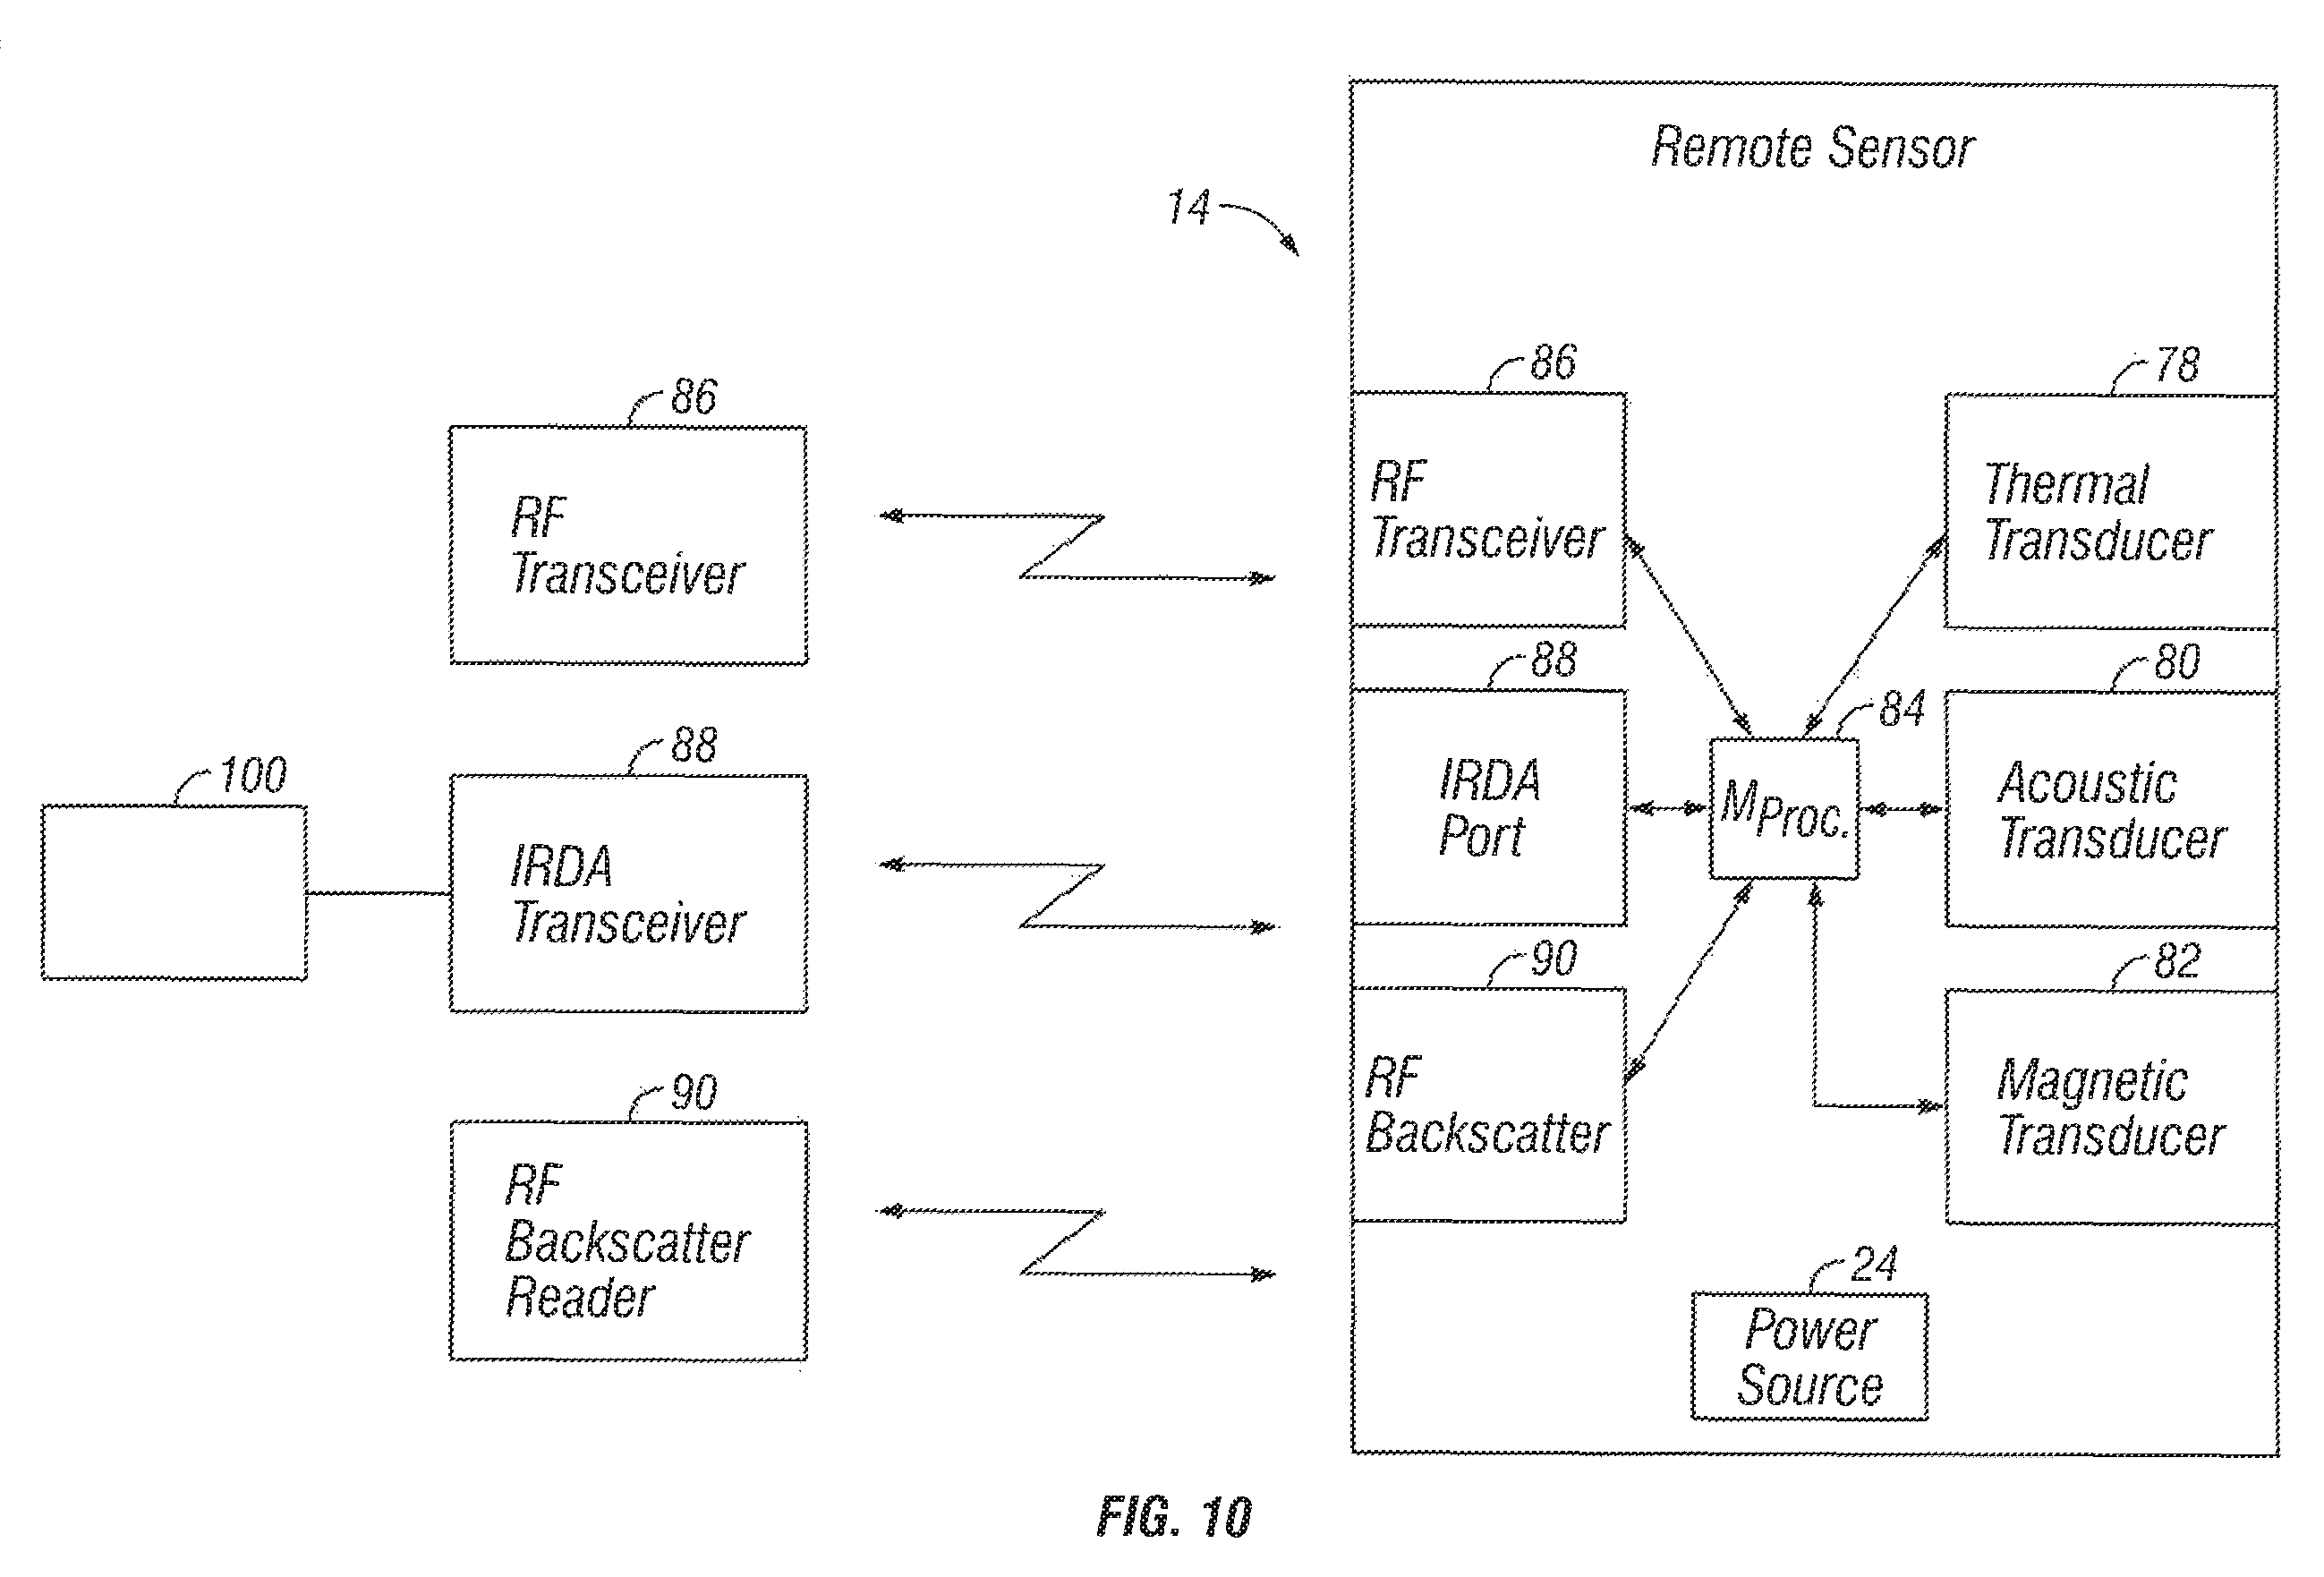 Remote Sensor
14
86
RF
Transceiver
88
IRDA
Transceiver
100
90
RF
Backscatter
Reader
86
RF
Transceiver
88
IRDA
Port
90
RF
Backscatter
84
MProc.
78
Thermal
Transducer
80
Acoustic
Transducer
82
Magnetic
Transducer
24
Power
Source
FIG. 10